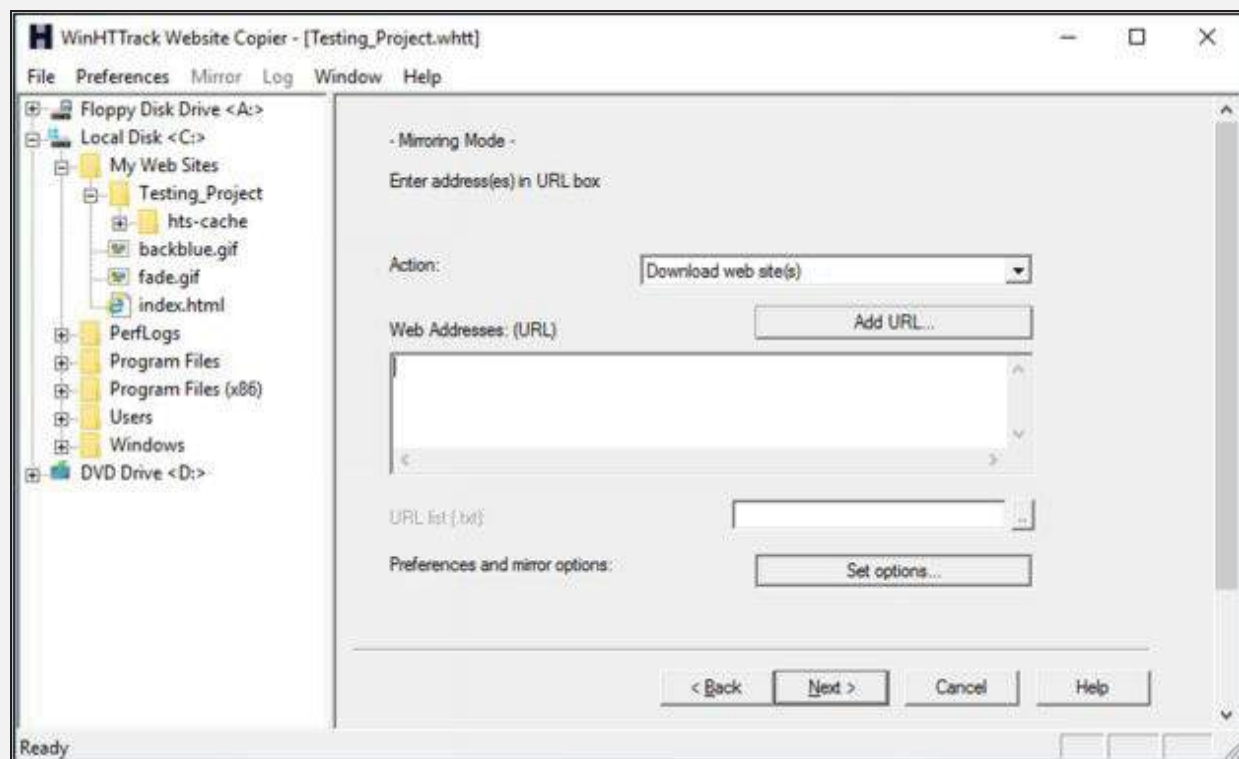 WinHTTrack Website Copier - [Testing_Project.whtt]
File Preferences Mirror Log Window Help
Floppy Disk Drive <A:>
Local Disk <C:>
My Web Sites
Testing_Project
hts-cache
backblue.gif
fade.gif
index.html
PerfLogs
Program Files
Program Files (x86)
Users
Windows
DVD Drive <D:>
- Mirroring Mode -
Enter address(es) in URL box
Action: Download web site(s)
Add URL...
Web Addresses: (URL)
URL list (.txt)
..
Preferences and mirror options: Set options...
< Back Next > Cancel Help
Ready